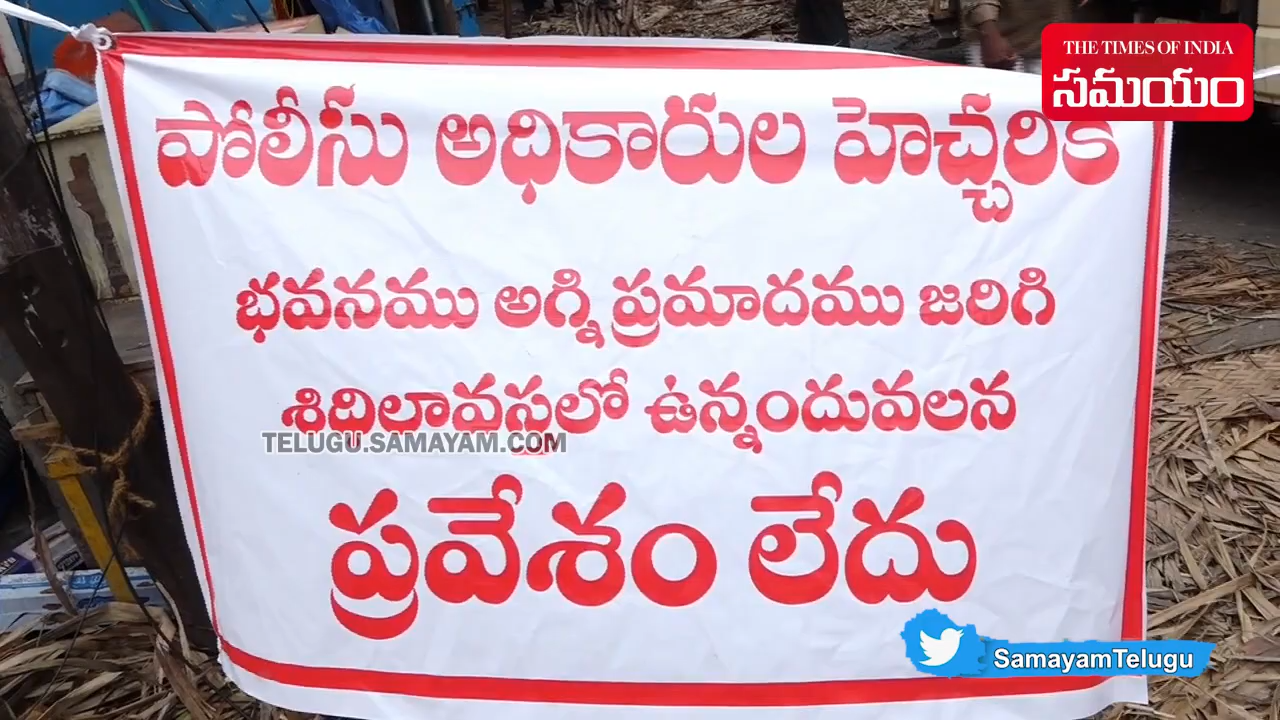 THE TIMES OF INDIA
సమయం
పోలీసు అధికారుల హెచ్చరిక
భవనము అగ్ని ప్రమాదము జరిగి
శిదిలావస్తలో ఉన్నందువలన
TELUGU.SAMAYAM.COM
ప్రవేశం లేదు
SamayamTelugu